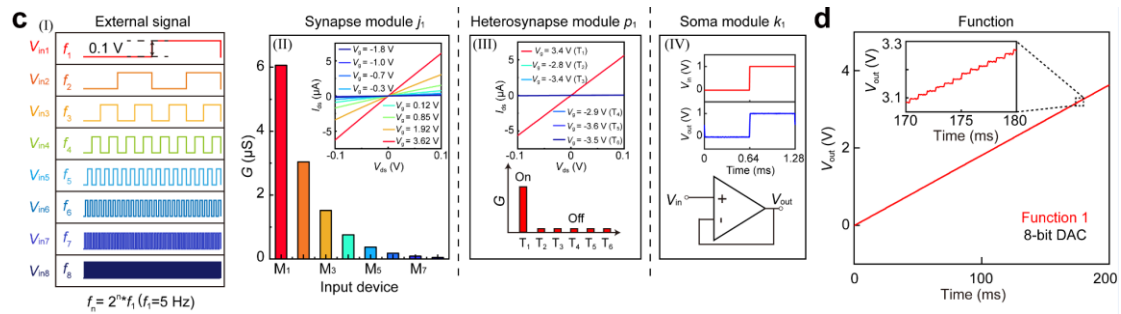 c
(I)
External signal
Vin1 f1 0.1 V
Vin2 f2
Vin3 f3
Vin4 f4
Vin5 f5
Vin6 f6
Vin7 f7
Vin8 f8
fn = 2^n*f1 (f1=5 Hz)
Synapse module j1
(II)
G (μS)
6
4
2
0
M1 M3 M5 M7
Input device
Ids (μA)
5
0
-5
-0.1 0.0 0.1
Vds (V)
Vg = -1.8 V
Vg = -1.0 V
Vg = -0.7 V
Vg = -0.3 V
Vg = 0.12 V
Vg = 0.85 V
Vg = 1.92 V
Vg = 3.62 V
Heterosynapse module p1
(III)
Ids (μA)
5
0
-5
-0.1 0.0 0.1
Vds (V)
Vg = 3.4 V (T1)
Vg = -2.8 V (T2)
Vg = -3.4 V (T3)
Vg = -2.9 V (T4)
Vg = -3.6 V (T5)
Vg = -3.5 V (T6)
G
On
Off
T1 T2 T3 T4 T5 T6
Soma module k1
(IV)
Vin (V)
1
0
Vout (V)
1
0
0 0.64 1.28
Time (ms)
Vin + - Vout
d
Function
Vout (V)
4
2
0
0 100 200
Time (ms)
Vout (V)
3.3
3.1
170 175 180
Time (ms)
Function 1
8-bit DAC